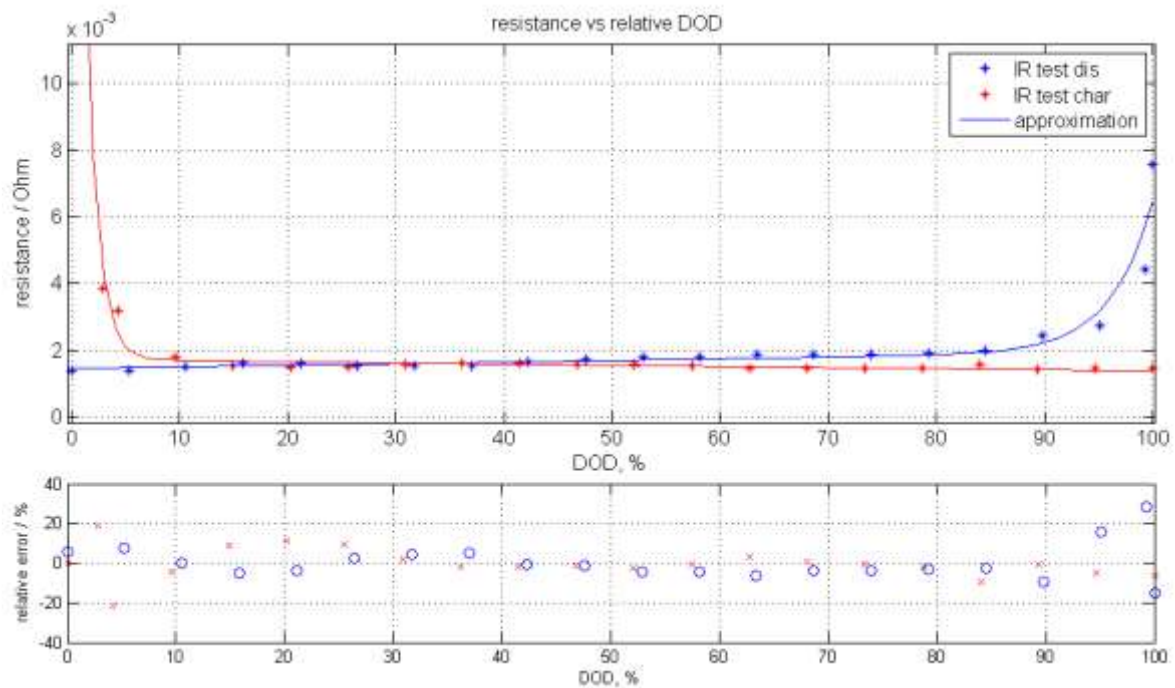 x 10⁻³
resistance vs relative DOD
10
8
6
4
2
0
resistance / Ohm
IR test dis
IR test char
approximation
0 10 20 30 40 50 60 70 80 90 100
DOD, %
40
20
0
-20
-40
relative error / %
0 10 20 30 40 50 60 70 80 90 100
DOD, %